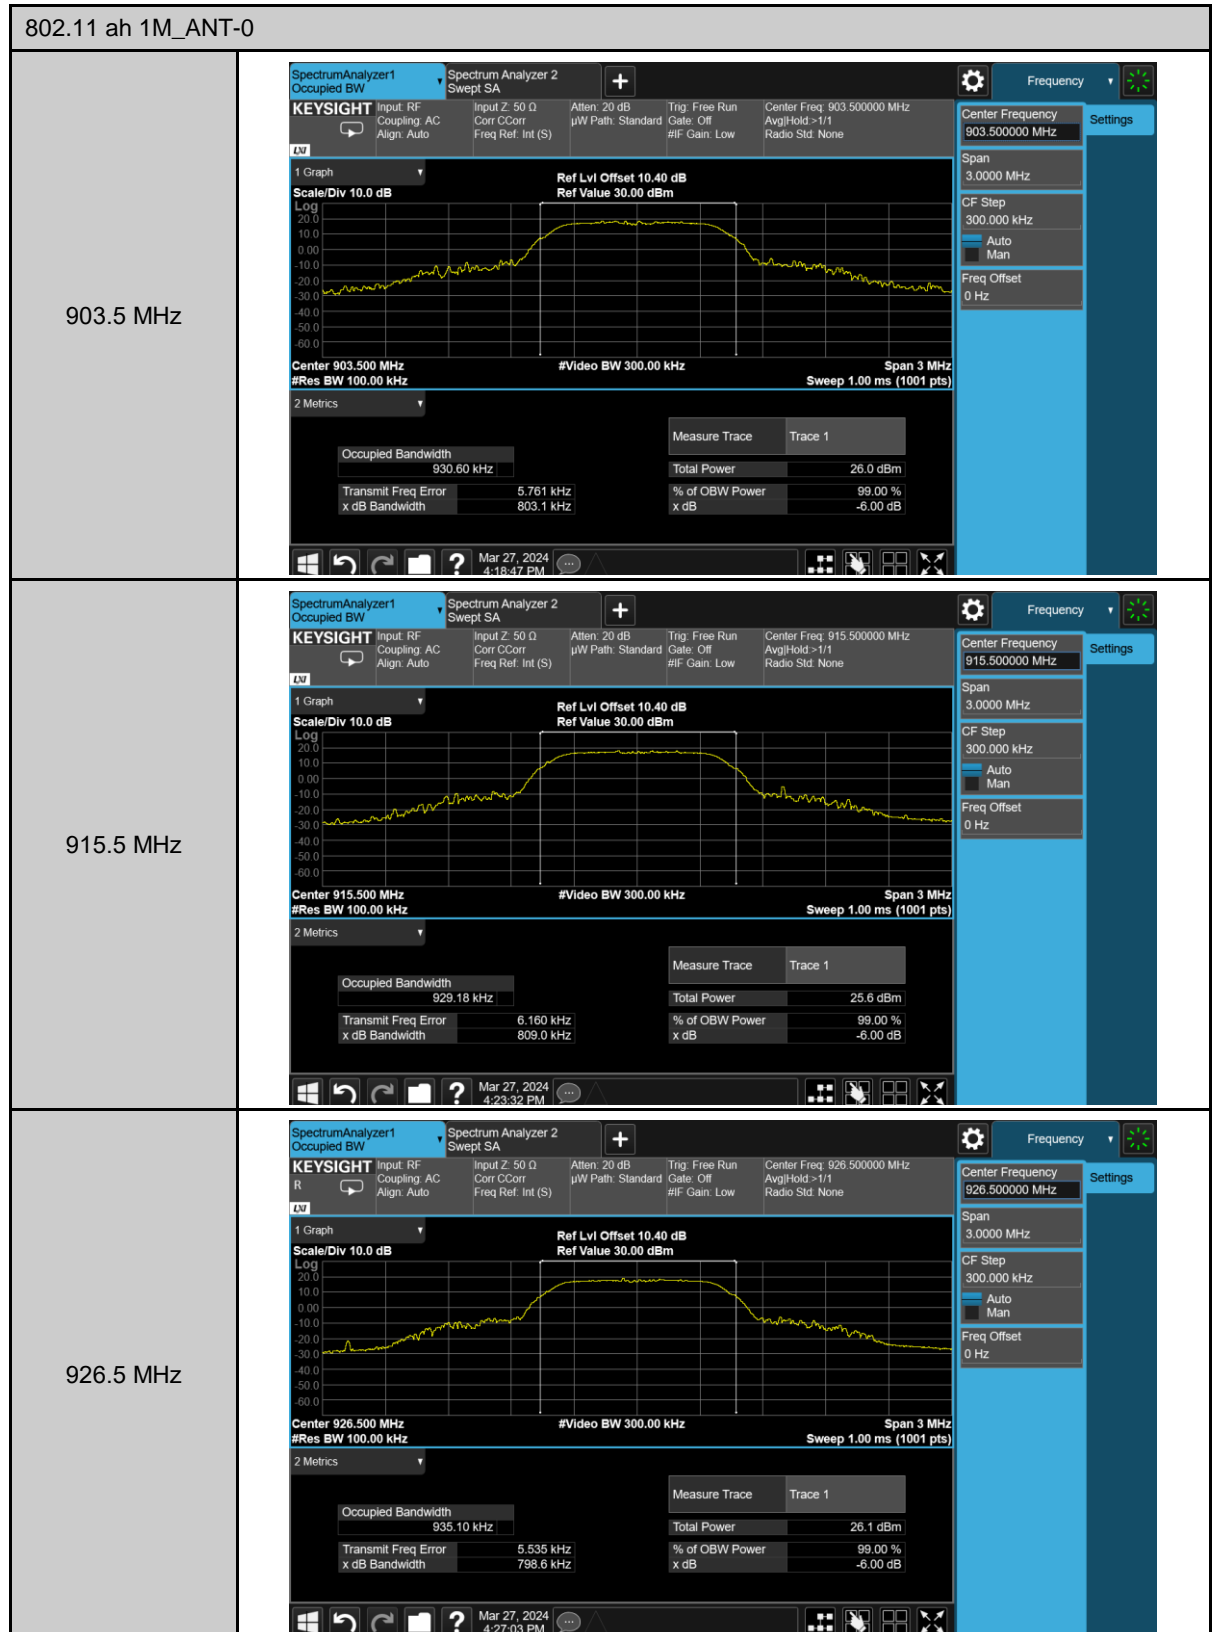 802.11 ah 1M_ANT-0
903.5 MHz
SpectrumAnalyzer1
Occupied BW
Spectrum Analyzer 2
Swept SA
+
Frequency
KEYSIGHT
LXI
Input: RF
Coupling: AC
Align: Auto
Input Z: 50 Ω
Corr CCorr
Freq Ref: Int (S)
Atten: 20 dB
µW Path: Standard
Trig: Free Run
Gate: Off
#IF Gain: Low
Center Freq: 903.500000 MHz
Avg|Hold:>1/1
Radio Std: None
Center Frequency
903.500000 MHz
Settings
Span
3.0000 MHz
CF Step
300.000 kHz
Auto
Man
Freq Offset
0 Hz
1 Graph
Scale/Div 10.0 dB
Ref Lvl Offset 10.40 dB
Ref Value 30.00 dBm
Log
20.0
10.0
0.00
-10.0
-20.0
-30.0
-40.0
-50.0
-60.0
Center 903.500 MHz
#Video BW 300.00 kHz
Span 3 MHz
#Res BW 100.00 kHz
Sweep 1.00 ms (1001 pts)
2 Metrics
Measure Trace
Trace 1
Occupied Bandwidth
930.60 kHz
Total Power
26.0 dBm
Transmit Freq Error
5.761 kHz
% of OBW Power
99.00 %
x dB Bandwidth
803.1 kHz
x dB
-6.00 dB
?
Mar 27, 2024
4:18:47 PM
915.5 MHz
SpectrumAnalyzer1
Occupied BW
Spectrum Analyzer 2
Swept SA
+
Frequency
KEYSIGHT
LXI
Input: RF
Coupling: AC
Align: Auto
Input Z: 50 Ω
Corr CCorr
Freq Ref: Int (S)
Atten: 20 dB
µW Path: Standard
Trig: Free Run
Gate: Off
#IF Gain: Low
Center Freq: 915.500000 MHz
Avg|Hold:>1/1
Radio Std: None
Center Frequency
915.500000 MHz
Settings
Span
3.0000 MHz
CF Step
300.000 kHz
Auto
Man
Freq Offset
0 Hz
1 Graph
Scale/Div 10.0 dB
Ref Lvl Offset 10.40 dB
Ref Value 30.00 dBm
Log
20.0
10.0
0.00
-10.0
-20.0
-30.0
-40.0
-50.0
-60.0
Center 915.500 MHz
#Video BW 300.00 kHz
Span 3 MHz
#Res BW 100.00 kHz
Sweep 1.00 ms (1001 pts)
2 Metrics
Measure Trace
Trace 1
Occupied Bandwidth
929.18 kHz
Total Power
25.6 dBm
Transmit Freq Error
6.160 kHz
% of OBW Power
99.00 %
x dB Bandwidth
809.0 kHz
x dB
-6.00 dB
?
Mar 27, 2024
4:23:32 PM
926.5 MHz
SpectrumAnalyzer1
Occupied BW
Spectrum Analyzer 2
Swept SA
+
Frequency
KEYSIGHT
R
LXI
Input: RF
Coupling: AC
Align: Auto
Input Z: 50 Ω
Corr CCorr
Freq Ref: Int (S)
Atten: 20 dB
µW Path: Standard
Trig: Free Run
Gate: Off
#IF Gain: Low
Center Freq: 926.500000 MHz
Avg|Hold:>1/1
Radio Std: None
Center Frequency
926.500000 MHz
Settings
Span
3.0000 MHz
CF Step
300.000 kHz
Auto
Man
Freq Offset
0 Hz
1 Graph
Scale/Div 10.0 dB
Ref Lvl Offset 10.40 dB
Ref Value 30.00 dBm
Log
20.0
10.0
0.00
-10.0
-20.0
-30.0
-40.0
-50.0
-60.0
Center 926.500 MHz
#Video BW 300.00 kHz
Span 3 MHz
#Res BW 100.00 kHz
Sweep 1.00 ms (1001 pts)
2 Metrics
Measure Trace
Trace 1
Occupied Bandwidth
935.10 kHz
Total Power
26.1 dBm
Transmit Freq Error
5.535 kHz
% of OBW Power
99.00 %
x dB Bandwidth
798.6 kHz
x dB
-6.00 dB
?
Mar 27, 2024
4:27:03 PM